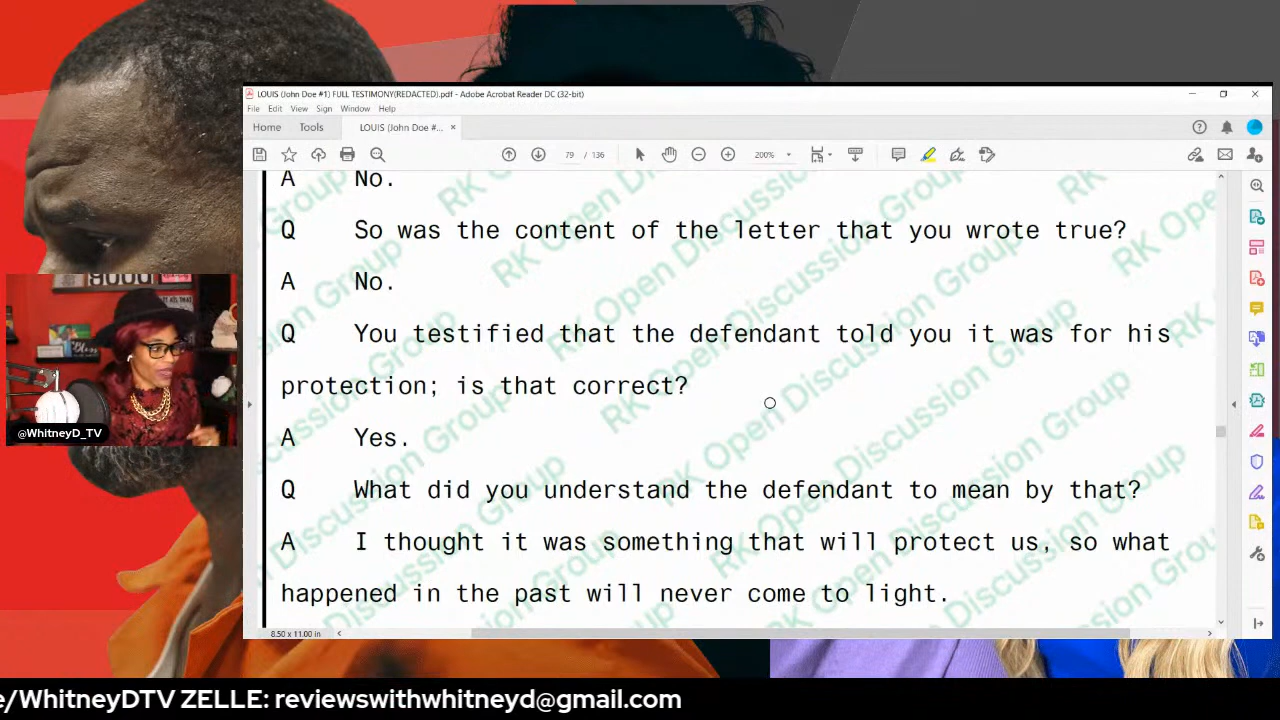 LOUIS (John Doe #1) FULL TESTIMONY(REDACTED).pdf - Adobe Acrobat Reader DC (32-bit)
File Edit View Sign Window Help
Home Tools LOUIS (John Doe #... ×
79 / 136 200%
A No.
Q So was the content of the letter that you wrote true?
A No.
Q You testified that the defendant told you it was for his
protection; is that correct?
A Yes.
Q What did you understand the defendant to mean by that?
A I thought it was something that will protect us, so what
happened in the past will never come to light.
RK Open Discussion Group
8.50 x 11.00 in
@WhitneyD_TV
e/WhitneyDTV ZELLE: reviewswithwhitneyd@gmail.com